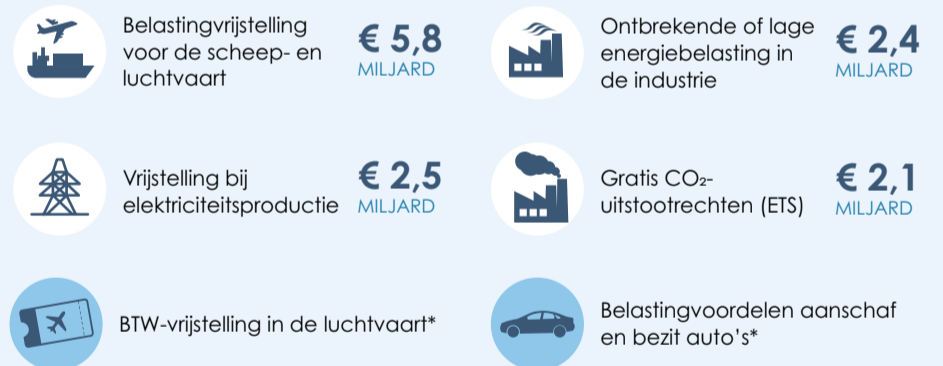 Belastingvrijstelling
voor de scheep- en
luchtvaart
€ 5,8
MILJARD
Ontbrekende of lage
energiebelasting in
de industrie
€ 2,4
MILJARD
Vrijstelling bij
elektriciteitsproductie
€ 2,5
MILJARD
Gratis CO₂-
uitstootrechten (ETS)
€ 2,1
MILJARD
BTW-vrijstelling in de luchtvaart*
Belastingvoordelen aanschaf
en bezit auto's*